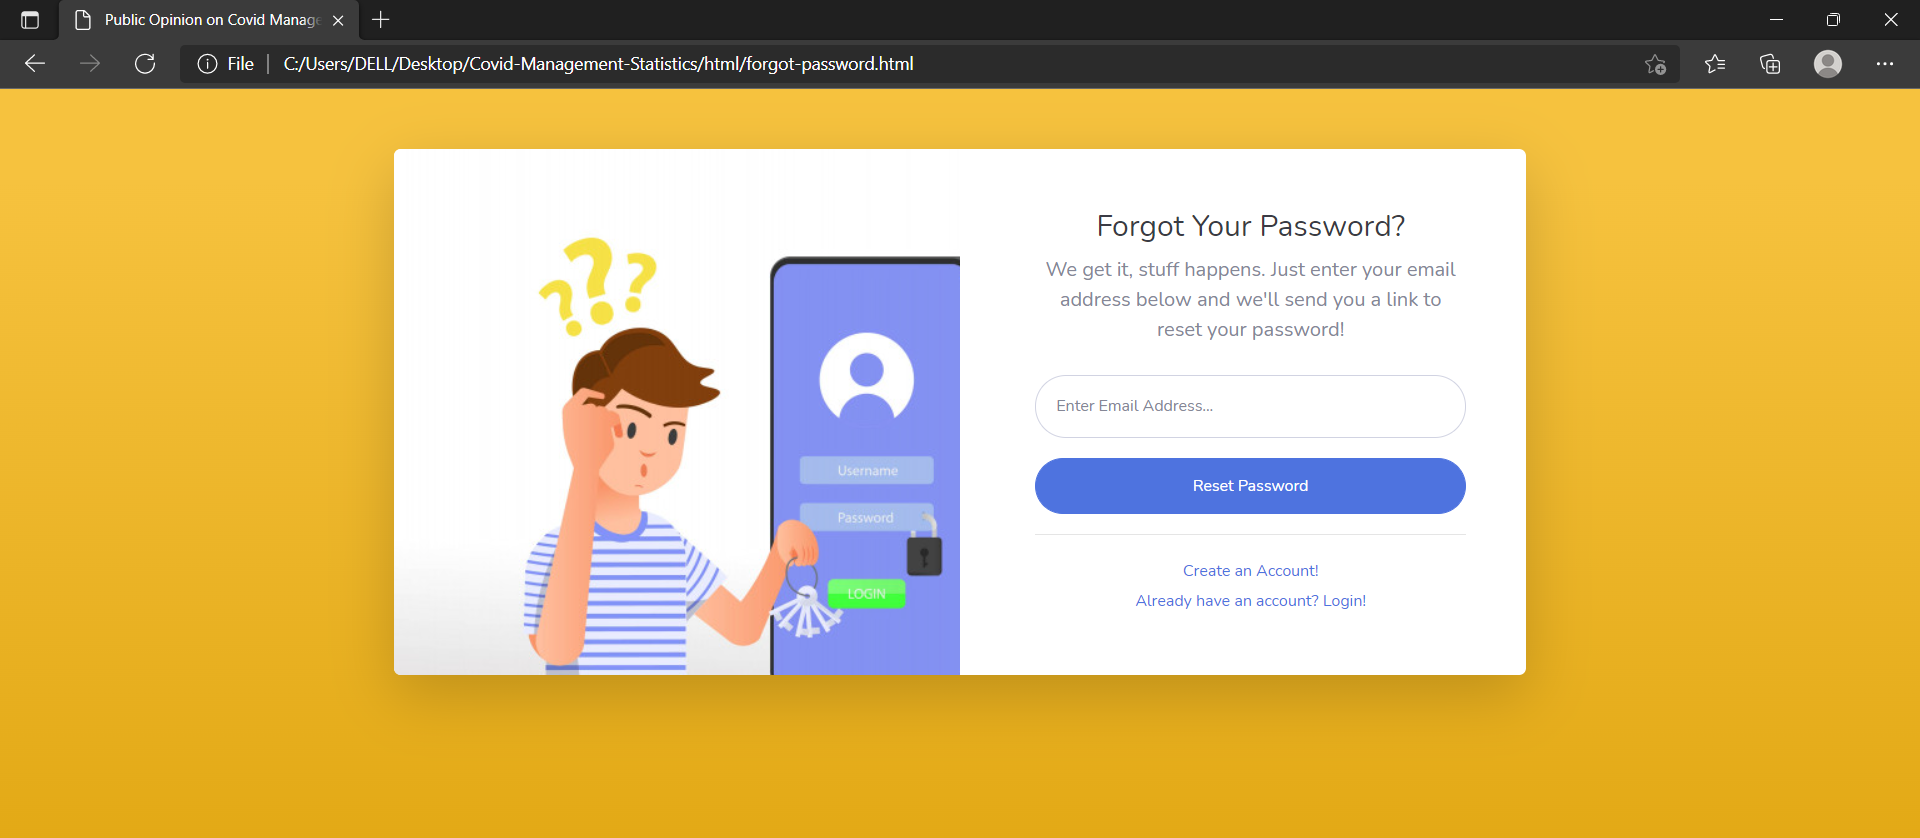 Public Opinion on Covid Manage
File
C:/Users/DELL/Desktop/Covid-Management-Statistics/html/forgot-password.html
???
Username
Password
LOGIN
Forgot Your Password?
We get it, stuff happens. Just enter your email
address below and we'll send you a link to
reset your password!
Enter Email Address...
Reset Password
Create an Account!
Already have an account? Login!